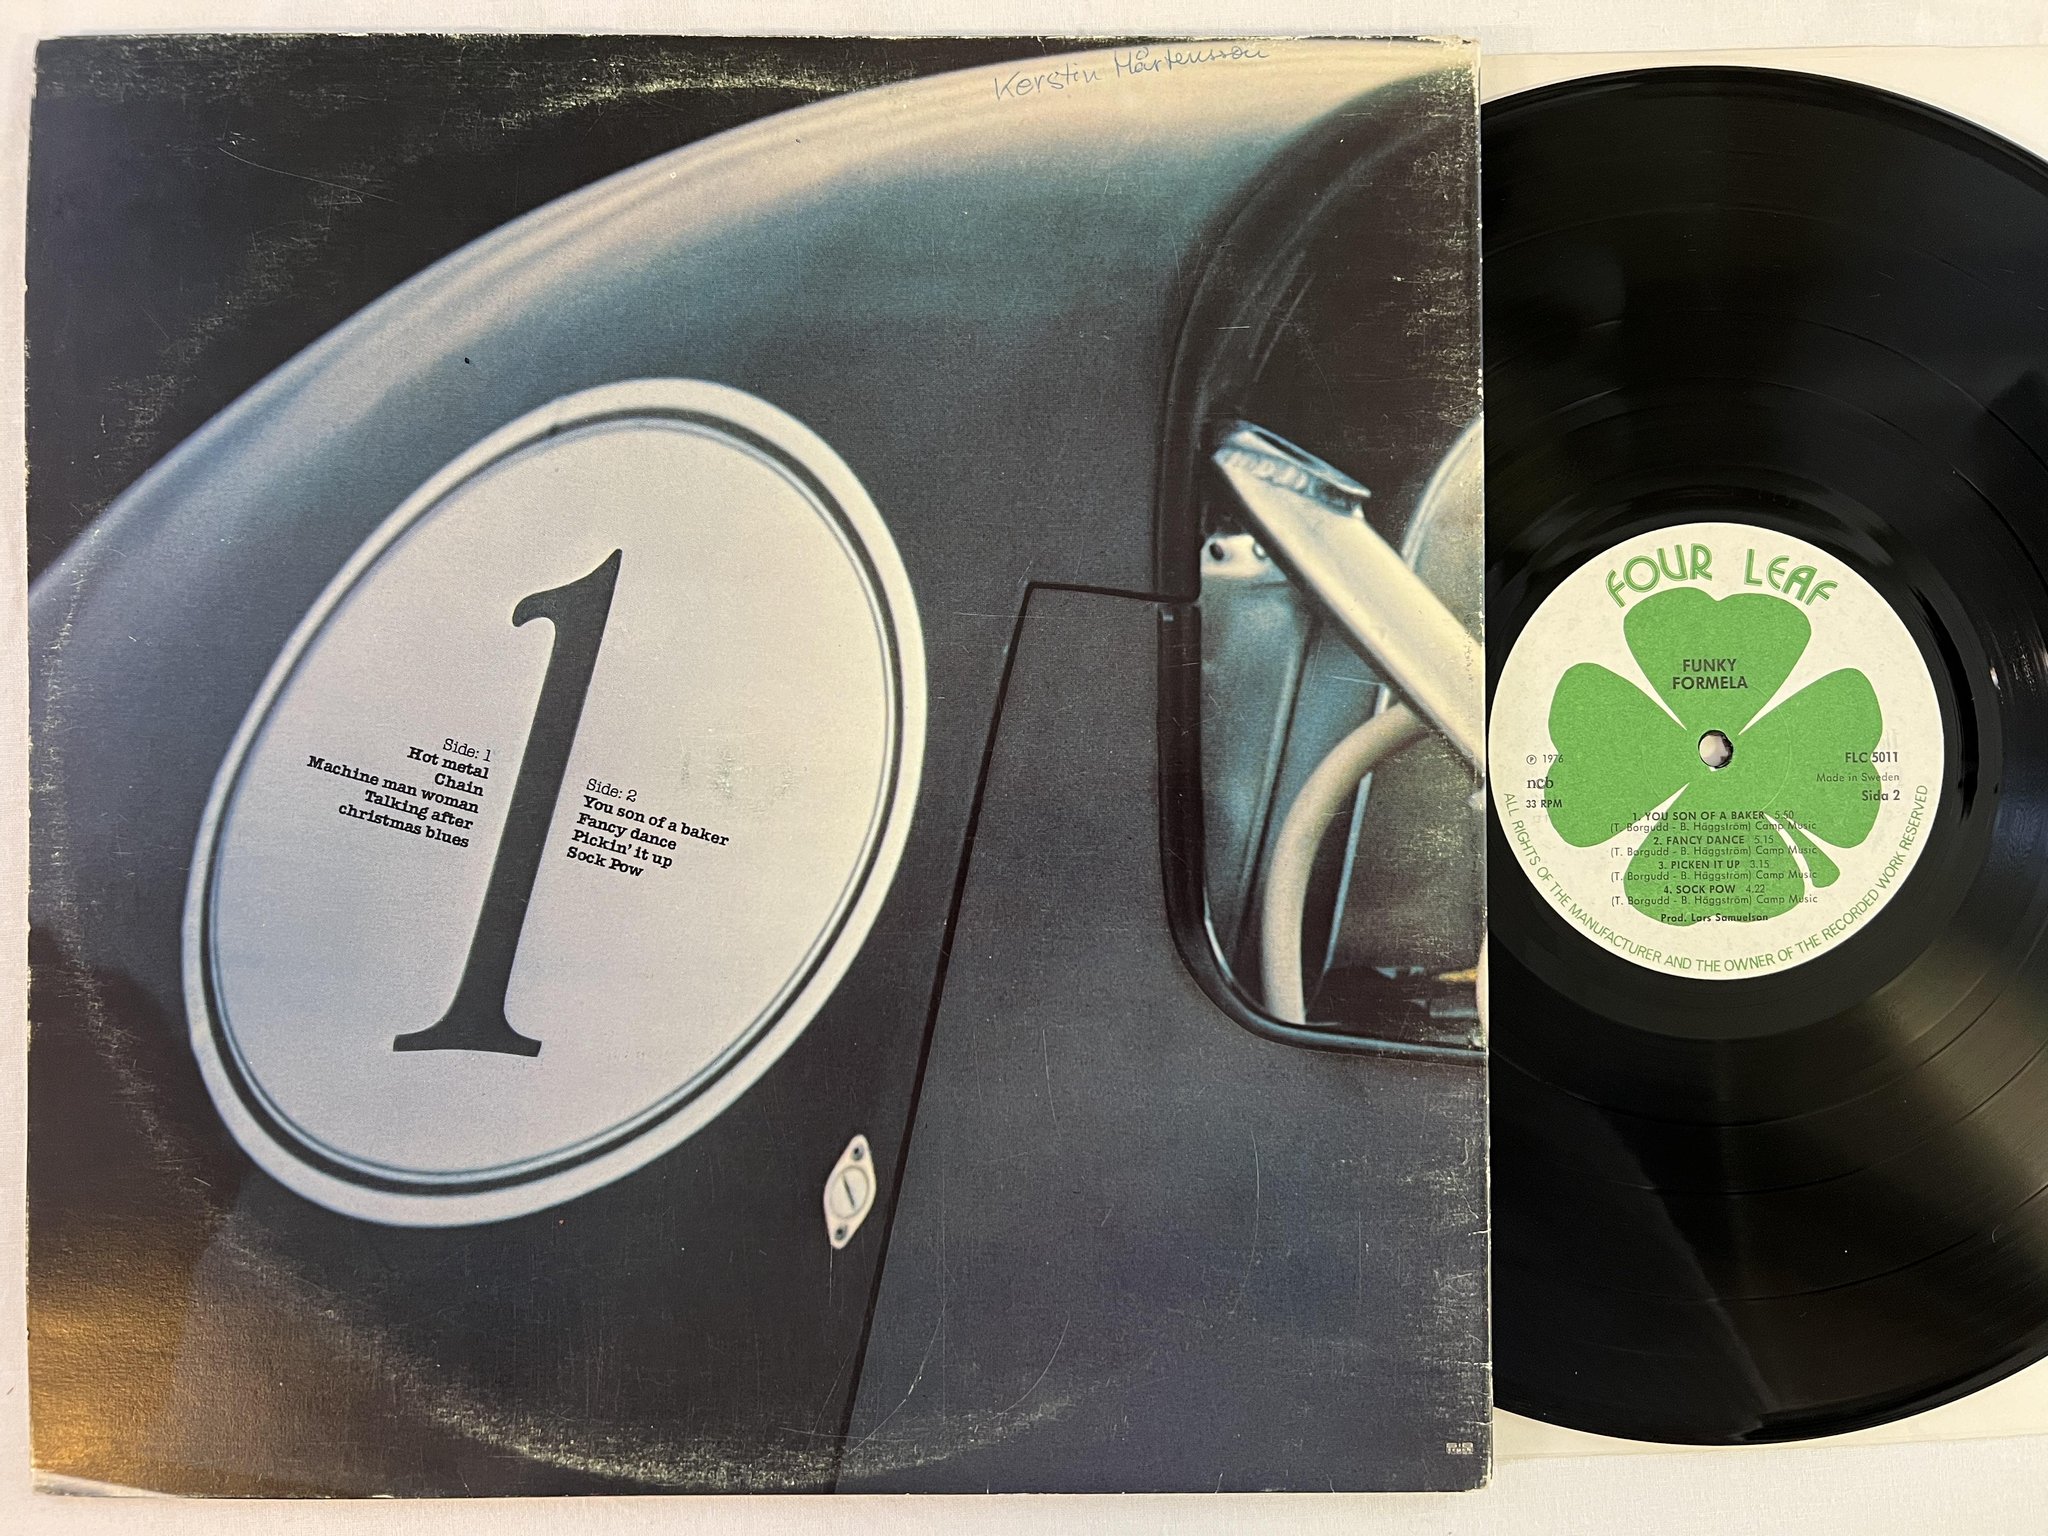 Kerstin Mårtensson
1
Side: 1
Hot metal
Chain
Machine man woman
Talking after
christmas blues
Side: 2
You son of a baker
Fancy dance
Pickin' it up
Sock Pow
FOUR LEAF
FUNKY
FORMELA
℗ 1976
ncb
33 RPM
FLC 5011
Made in Sweden
Sida 2
1. YOU SON OF A BAKER 5.50
(T. Borgudd - B. Häggström) Camp Music
2. FANCY DANCE 5.15
(T. Borgudd - B. Häggström) Camp Music
3. PICKEN IT UP 3.15
(T. Borgudd - B. Häggström) Camp Music
4. SOCK POW 4.22
(T. Borgudd - B. Häggström) Camp Music
Prod. Lars Samuelson
ALL RIGHTS OF THE MANUFACTURER AND THE OWNER OF THE RECORDED WORK RESERVED